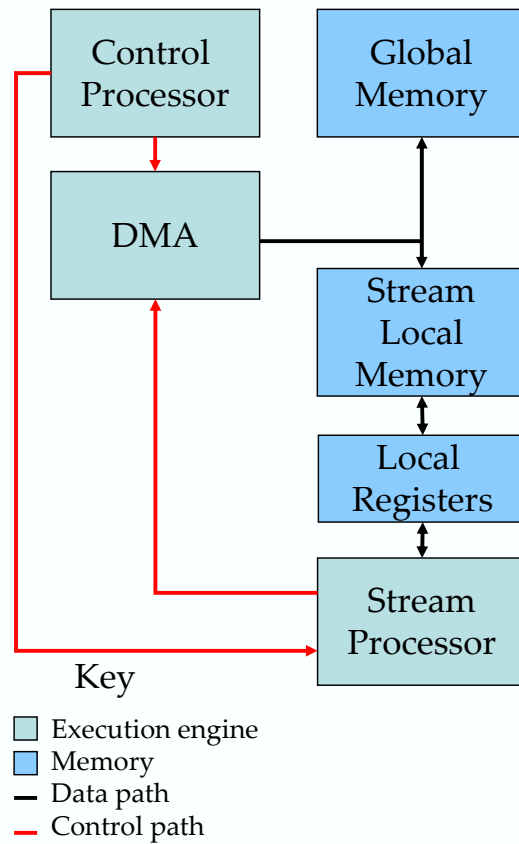 Control
Processor
Global
Memory
DMA
Stream
Local
Memory
Local
Registers
Stream
Processor
Key
Execution engine
Memory
Data path
Control path